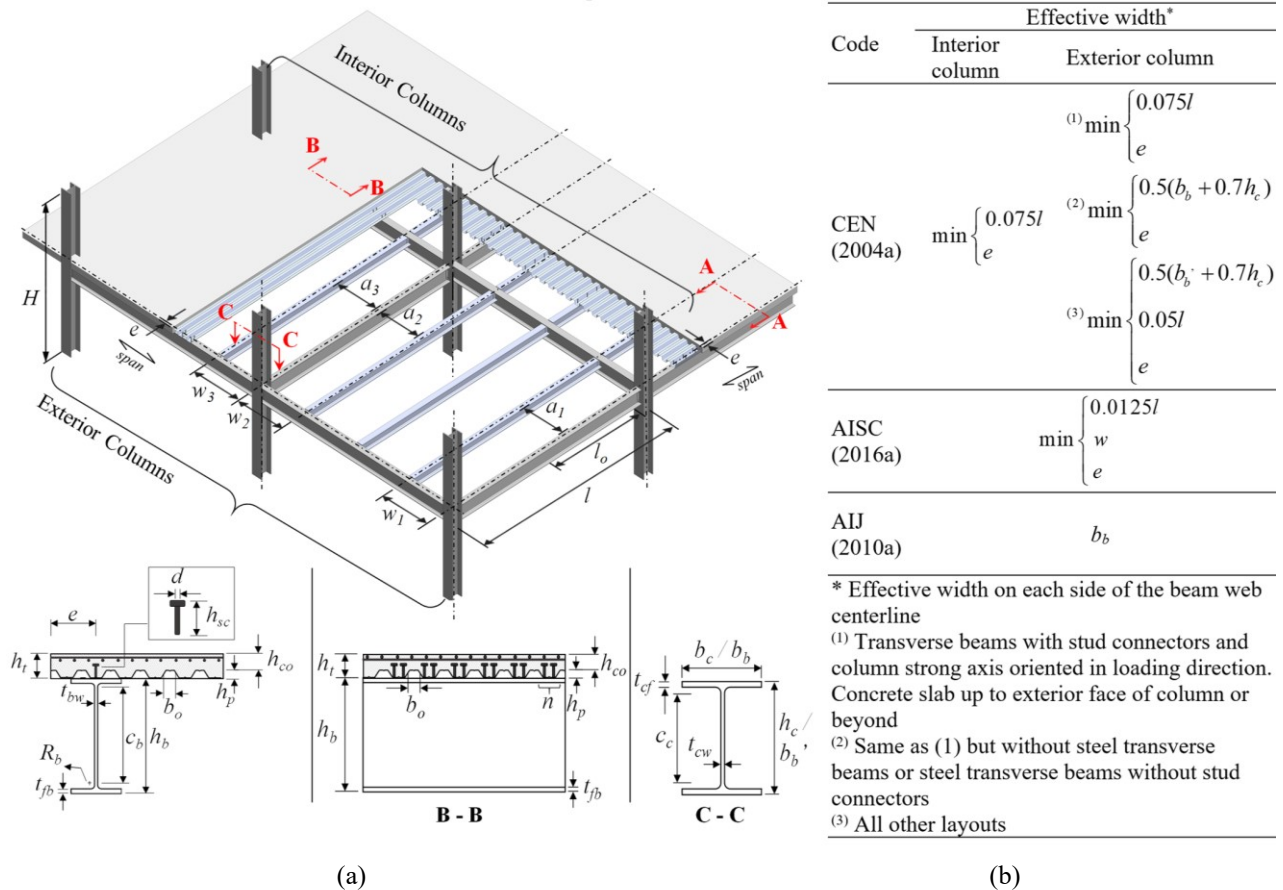 Interior Columns
B
B
A
A
H
e
span
C
C
a3
a2
w3
w2
a1
e
span
lo
l
w1
Exterior Columns
d
hsc
e
ht
hco
tbw
bo
hp
cb
hb
Rb
tfb
ht
hco
bo
n
hp
hb
tfb
B - B
bc / bb
tcf
cc
tcw
hc / bb'
C - C
(a)
Effective width*
Code
Interior column
Exterior column
CEN (2004a)
min { 0.075l
e
(1) min { 0.075l
e
(2) min { 0.5(bb + 0.7hc)
e
(3) min { 0.5(bb' + 0.7hc)
0.05l
e
AISC (2016a)
min { 0.0125l
w
e
AIJ (2010a)
bb
* Effective width on each side of the beam web
centerline
(1) Transverse beams with stud connectors and
column strong axis oriented in loading direction.
Concrete slab up to exterior face of column or
beyond
(2) Same as (1) but without steel transverse
beams or steel transverse beams without stud
connectors
(3) All other layouts
(b)